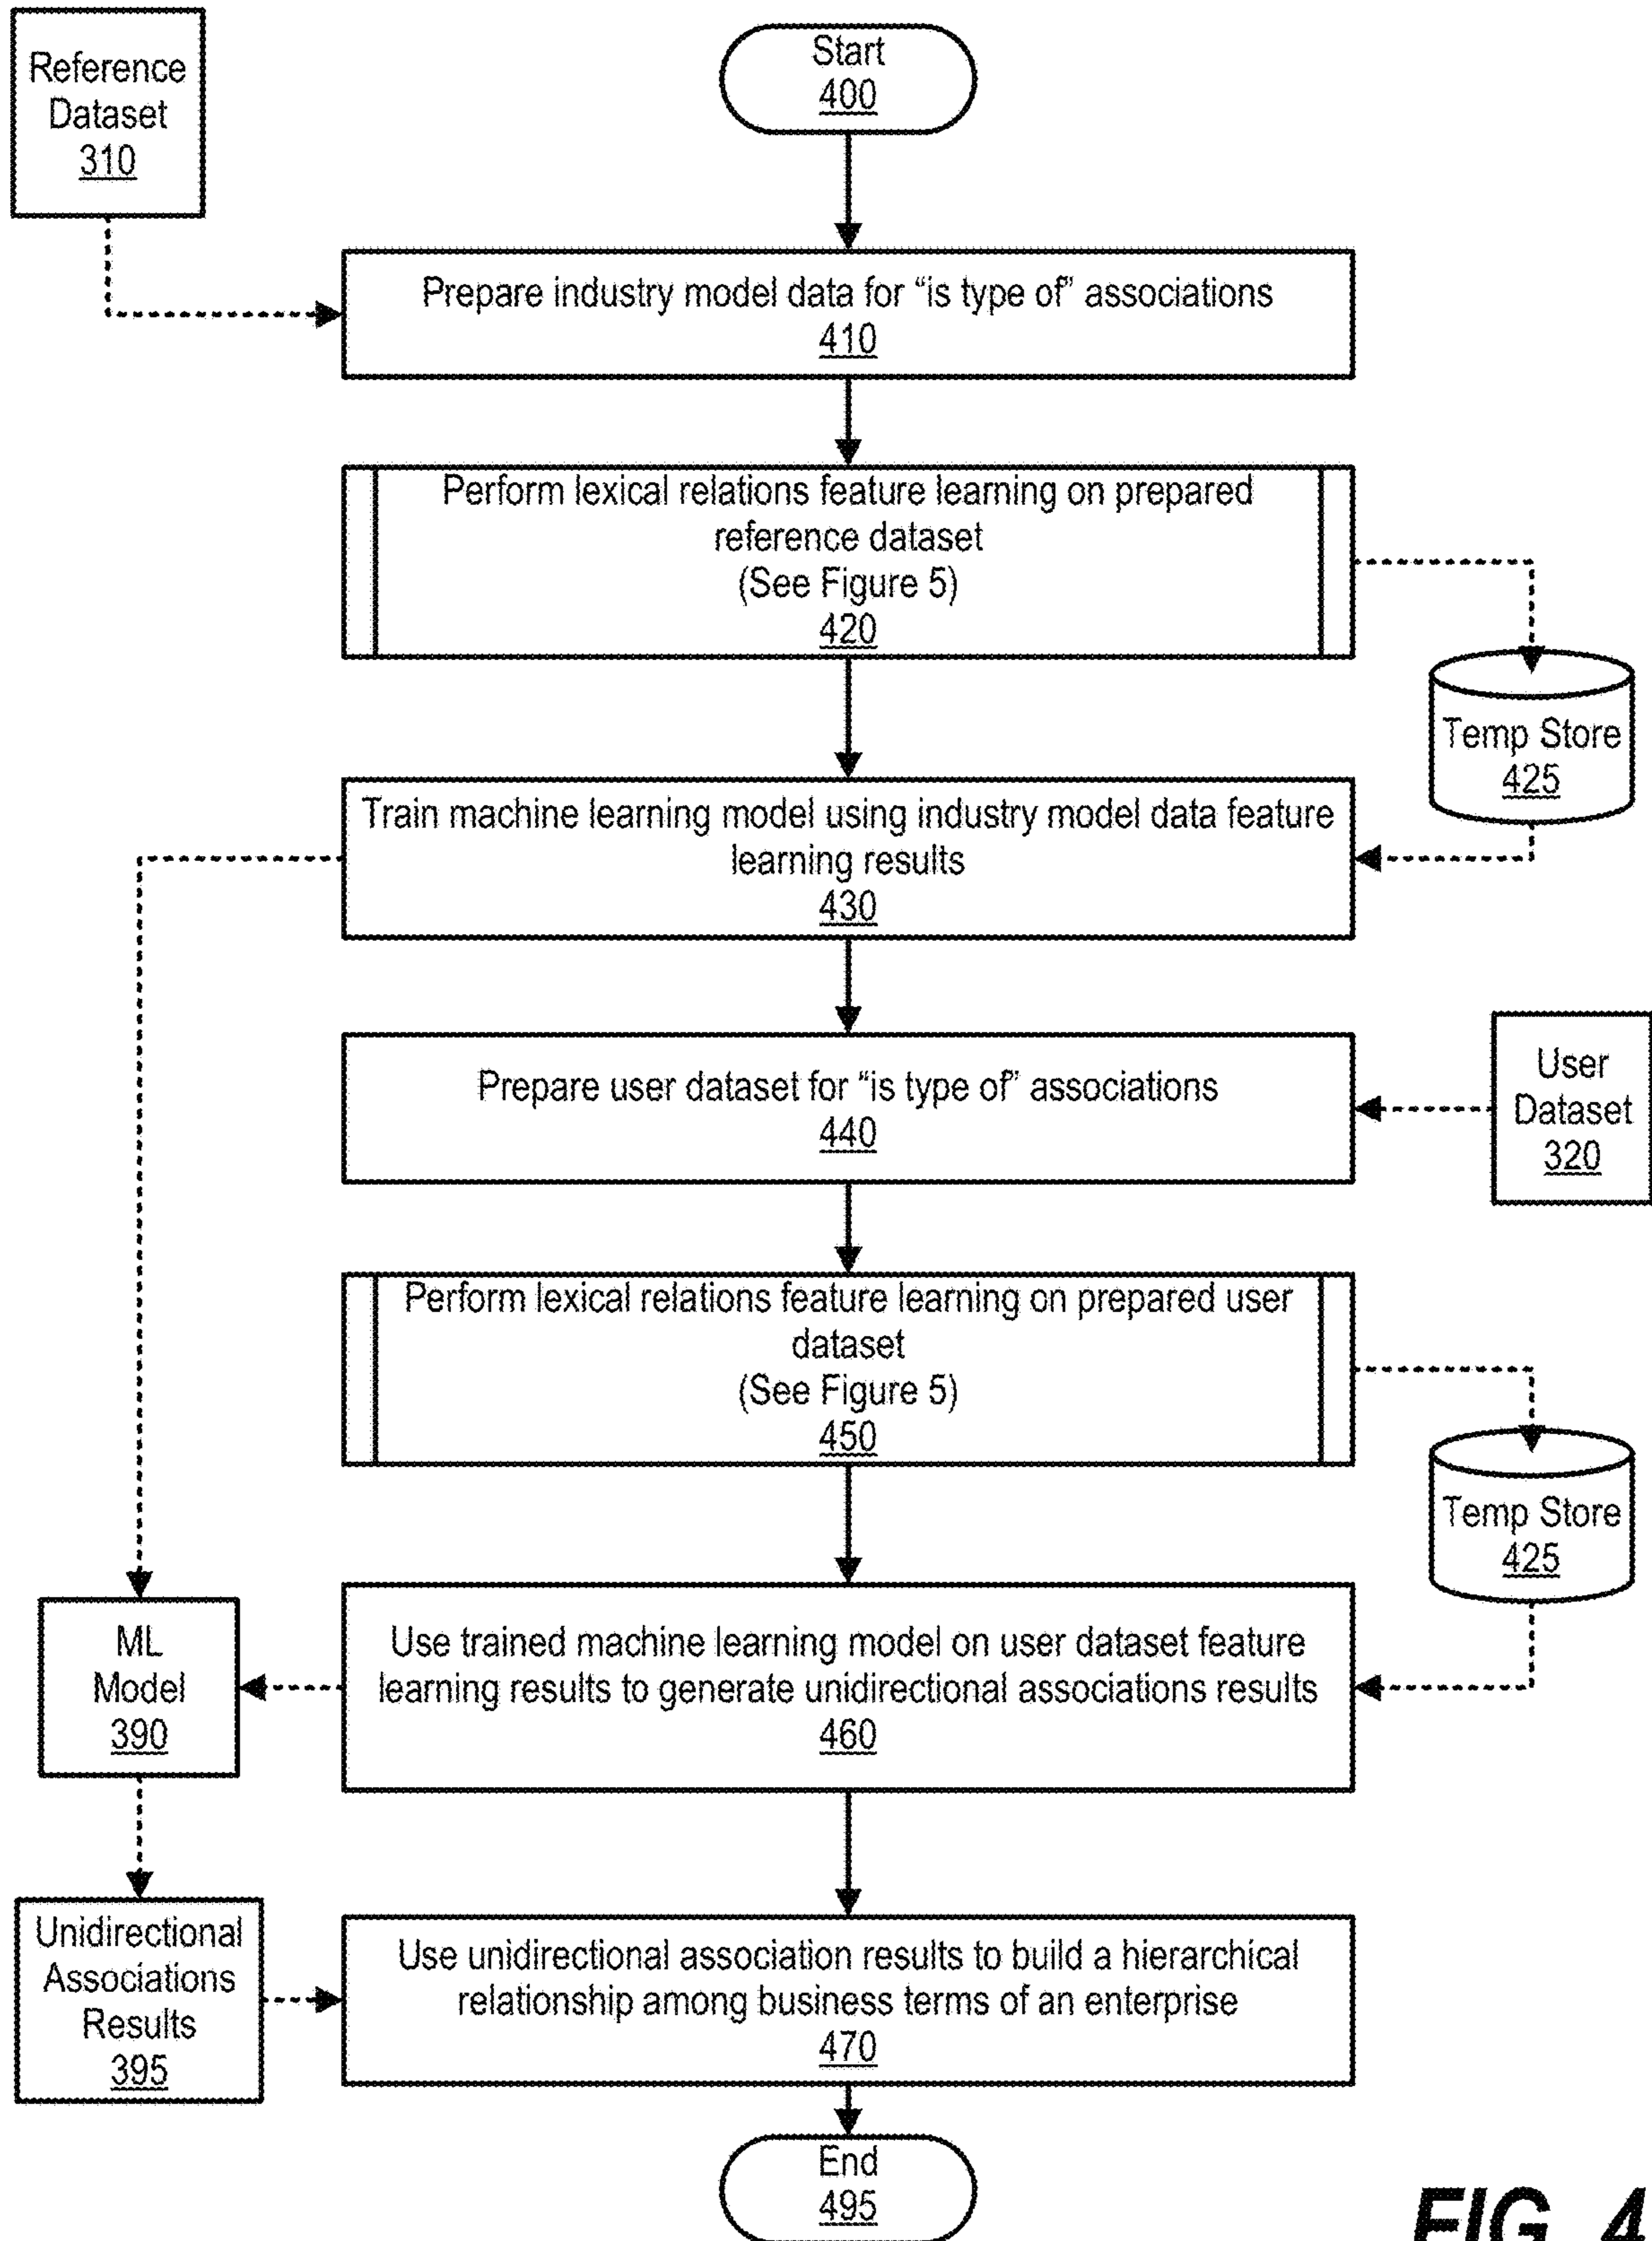 Reference
Dataset
310
Start
400
Prepare industry model data for “is type of” associations
410
Perform lexical relations feature learning on prepared
reference dataset
(See Figure 5)
420
Temp Store
425
Train machine learning model using industry model data feature
learning results
430
Prepare user dataset for “is type of” associations
440
User
Dataset
320
Perform lexical relations feature learning on prepared user
dataset
(See Figure 5)
450
Temp Store
425
ML
Model
390
Use trained machine learning model on user dataset feature
learning results to generate unidirectional associations results
460
Unidirectional
Associations
Results
395
Use unidirectional association results to build a hierarchical
relationship among business terms of an enterprise
470
End
495
FIG. 4